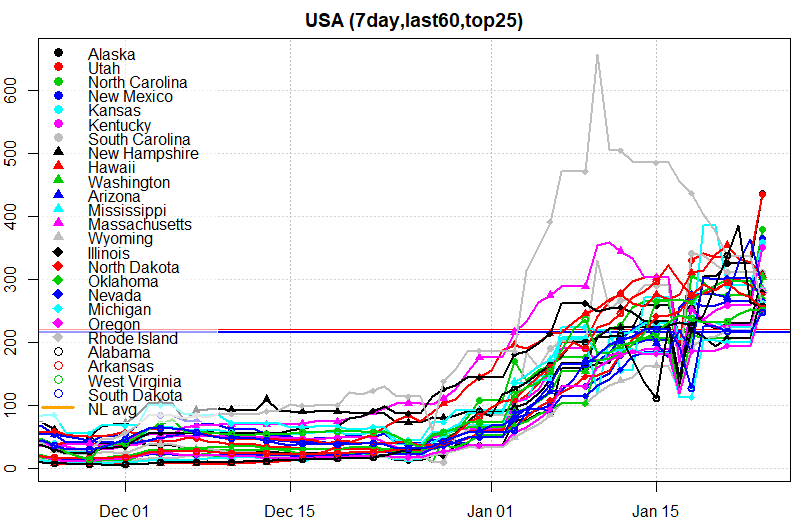 USA (7day,last60,top25)
600
500
400
300
200
100
0
Alaska
Utah
North Carolina
New Mexico
Kansas
Kentucky
South Carolina
New Hampshire
Hawaii
Washington
Arizona
Mississippi
Massachusetts
Wyoming
Illinois
North Dakota
Oklahoma
Nevada
Michigan
Oregon
Rhode Island
Alabama
Arkansas
West Virginia
South Dakota
NL avg
Dec 01
Dec 15
Jan 01
Jan 15